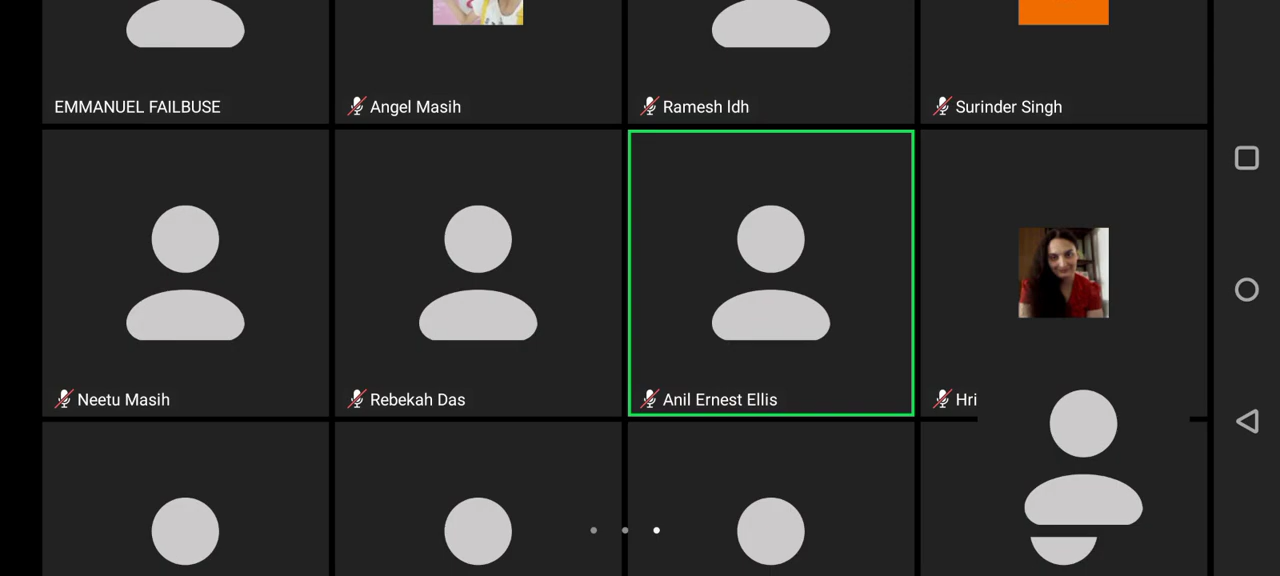 EMMANUEL FAILBUSE
Angel Masih
Ramesh Idh
Surinder Singh
Neetu Masih
Rebekah Das
Anil Ernest Ellis
Hri